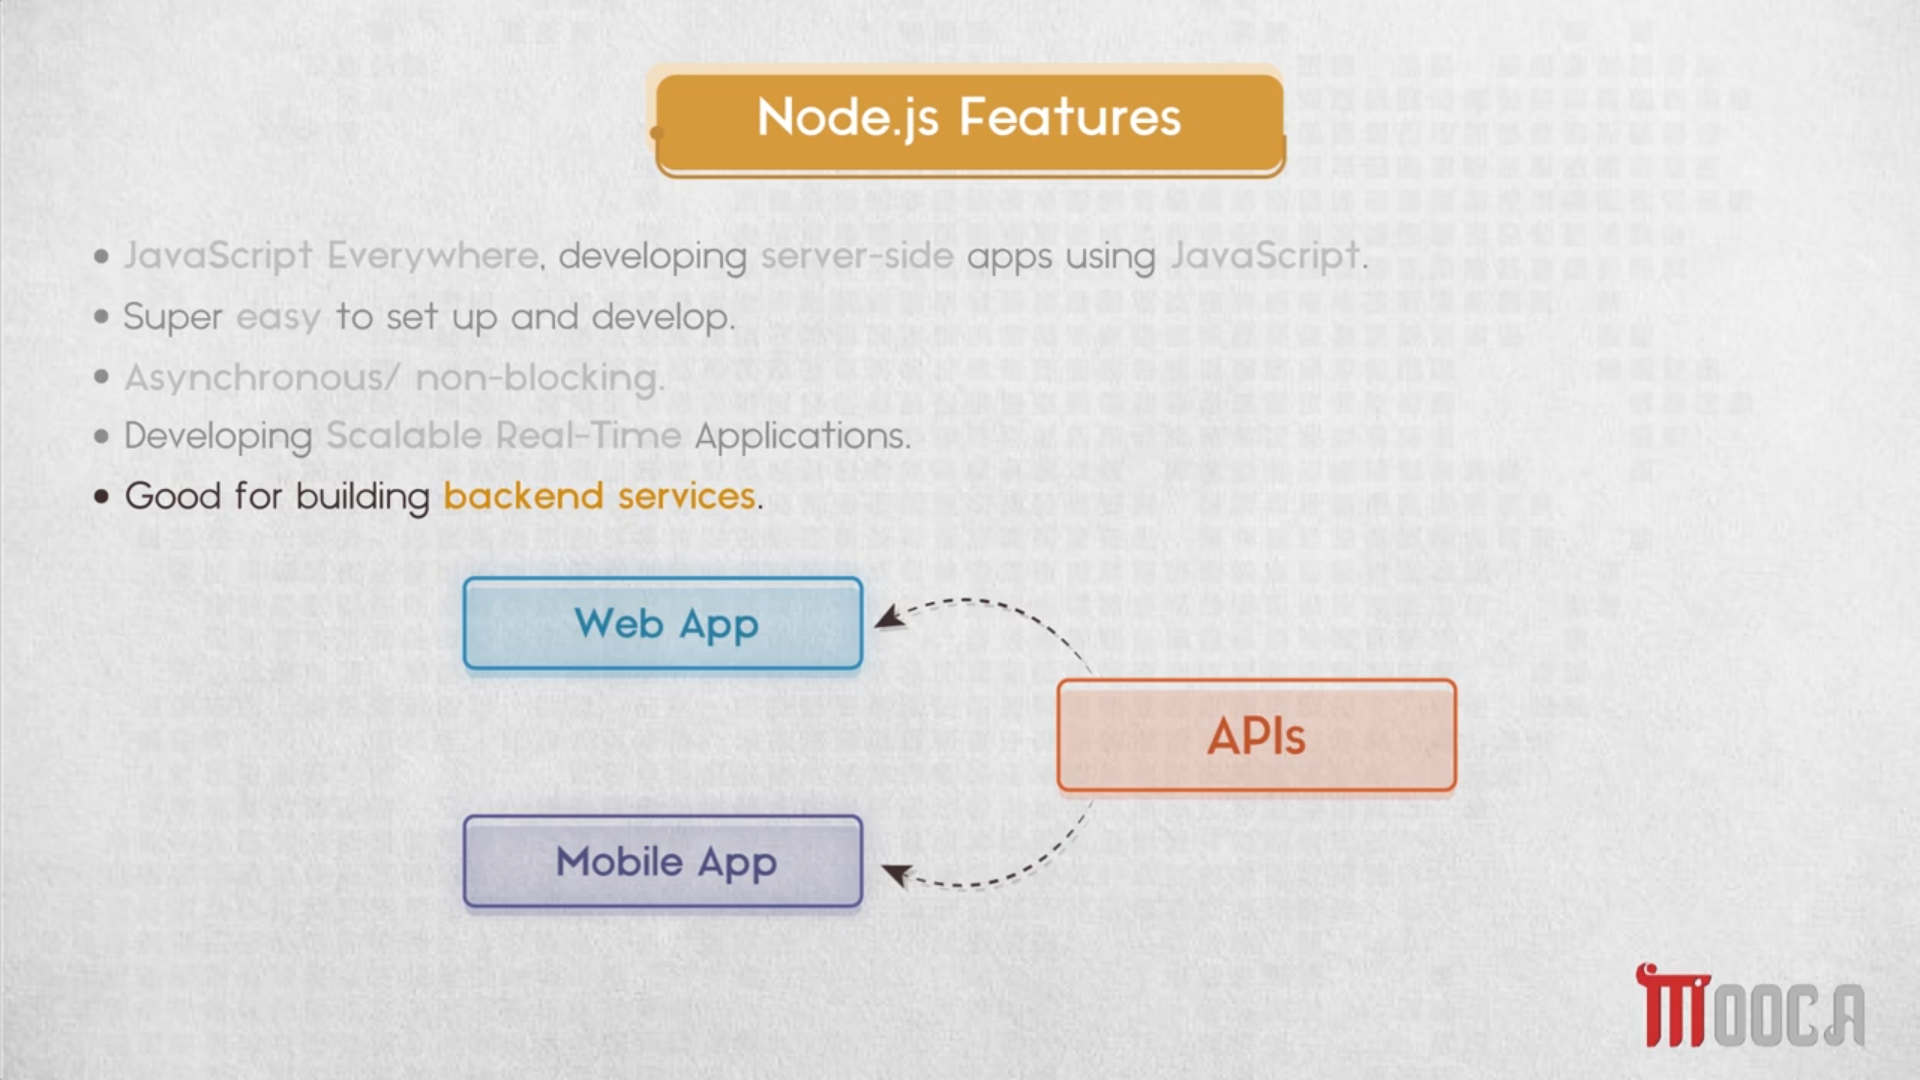 Node.js Features
• JavaScript Everywhere, developing server-side apps using JavaScript.
• Super easy to set up and develop.
• Asynchronous/ non-blocking.
• Developing Scalable Real-Time Applications.
• Good for building backend services.
Web App
APIs
Mobile App
MOOCA